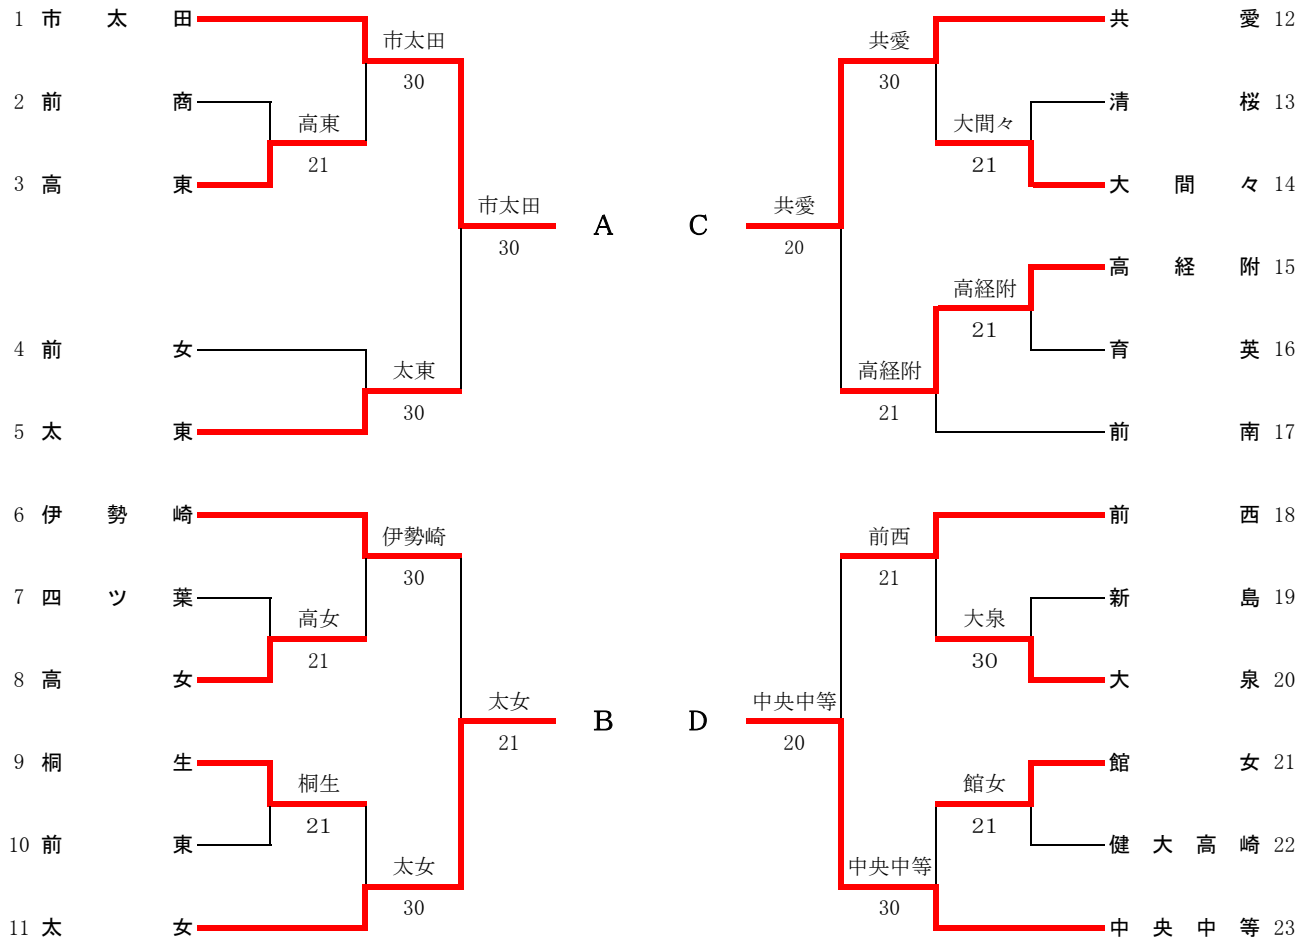 1 市太田 共愛 12
市太田 共愛
30 30
2 前商 清桜 13
高東 大間々
21 21
3 高東 大間々 14
市太田 A C 共愛
30 20
高経附 15
高経附
21
4 前女 育英 16
太東 高経附
30 21
5 太東 前南 17
6 伊勢崎 前西 18
伊勢崎 前西
30 21
7 四ツ葉 新島 19
高女 大泉
21 30
8 高女 大泉 20
太女 B D 中央中等
21 20
9 桐生 館女 21
桐生 館女
21 21
10 前東 健大高崎 22
太女 中央中等
30 30
11 太女 中央中等 23